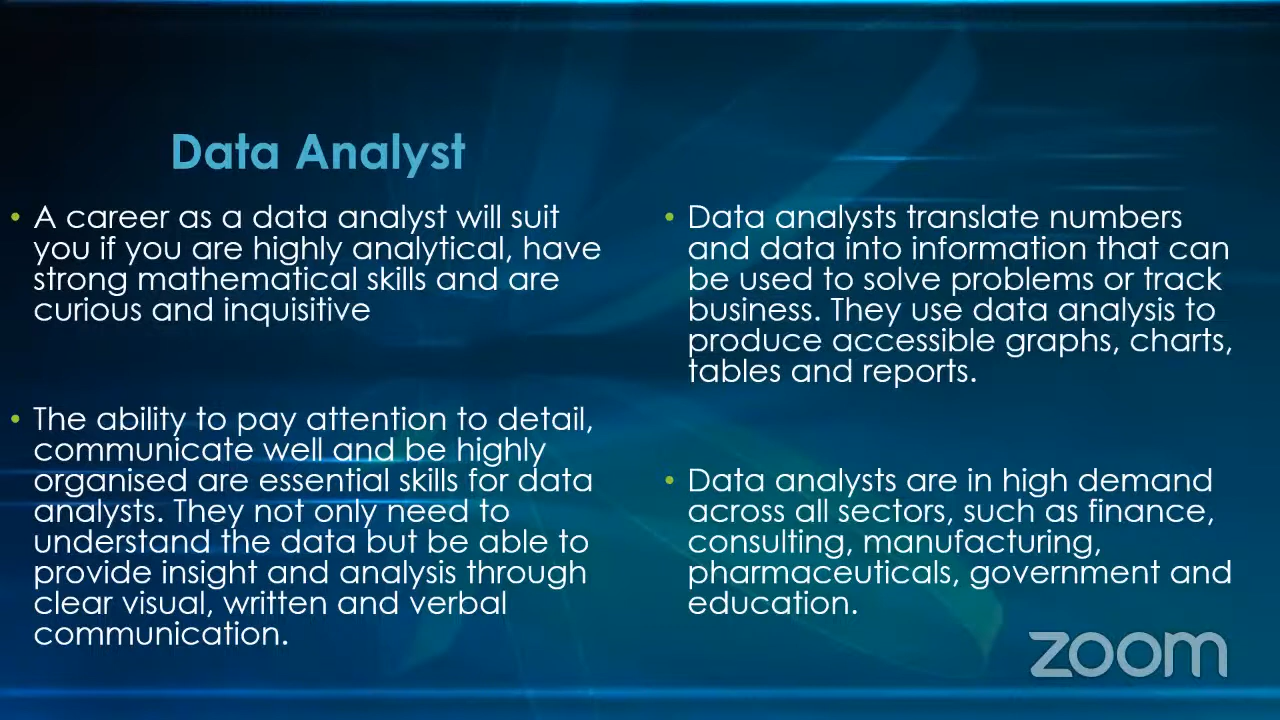 Data Analyst
• A career as a data analyst will suit
you if you are highly analytical, have
strong mathematical skills and are
curious and inquisitive
• The ability to pay attention to detail,
communicate well and be highly
organised are essential skills for data
analysts. They not only need to
understand the data but be able to
provide insight and analysis through
clear visual, written and verbal
communication.
• Data analysts translate numbers
and data into information that can
be used to solve problems or track
business. They use data analysis to
produce accessible graphs, charts,
tables and reports.
• Data analysts are in high demand
across all sectors, such as finance,
consulting, manufacturing,
pharmaceuticals, government and
education.
zoom